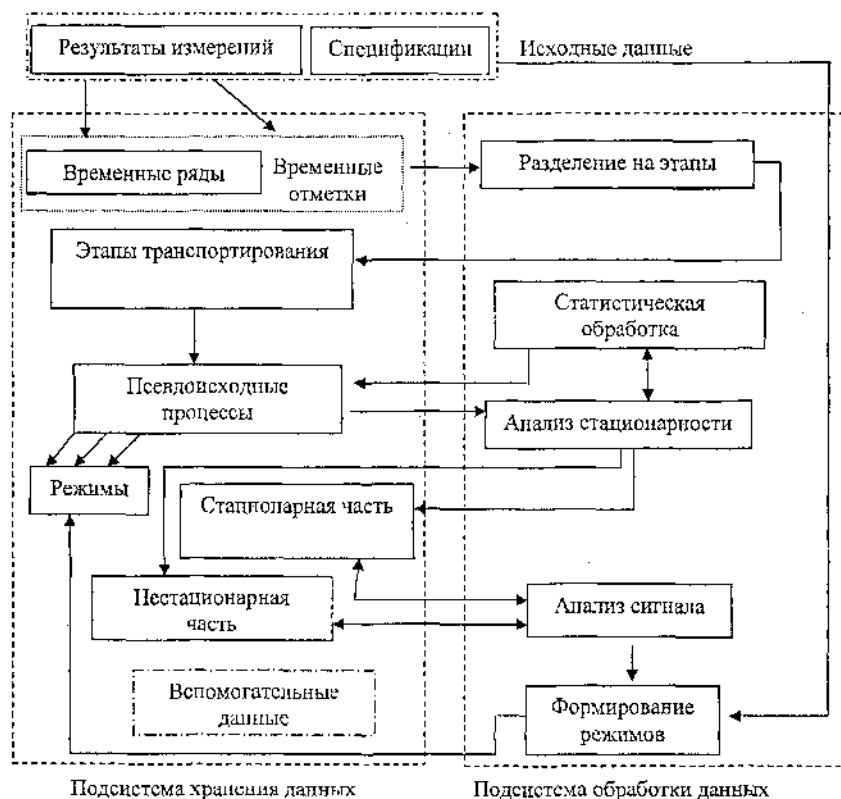 Результаты измерений
Спецификации
Исходные данные
Временные ряды
Временные
отметки
Разделение на этапы
Этапы транспортирования
Статистическая
обработка
Псевдоисходные
процессы
Анализ стационарности
Режимы
Стационарная часть
Нестационарная
часть
Анализ сигнала
Вспомогательные
данные
Формирование
режимов
Подсистема хранения данных
Подсистема обработки данных